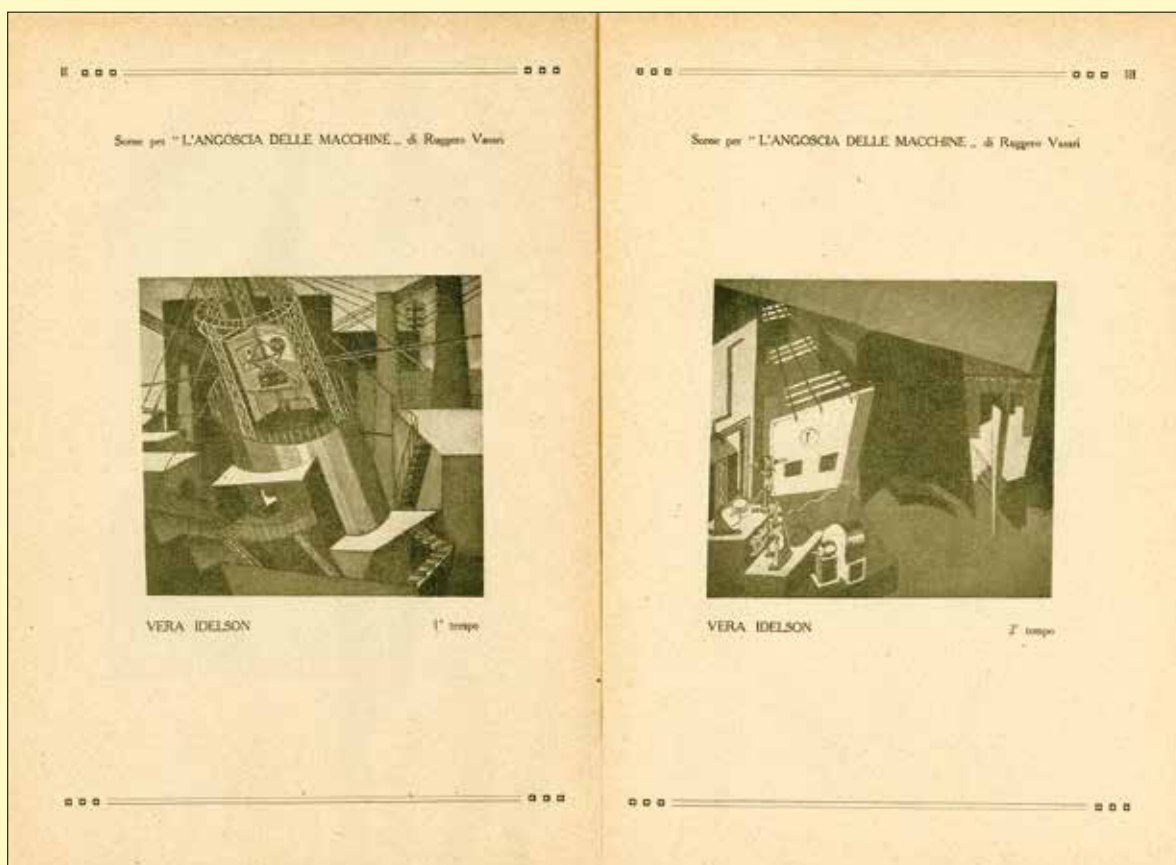 II
Scene per "L'ANGOSCIA DELLE MACCHINE„ di Ruggero Vasari
VERA IDELSON 1° tempo
III
Scene per "L'ANGOSCIA DELLE MACCHINE„ di Ruggero Vasari
VERA IDELSON 2° tempo